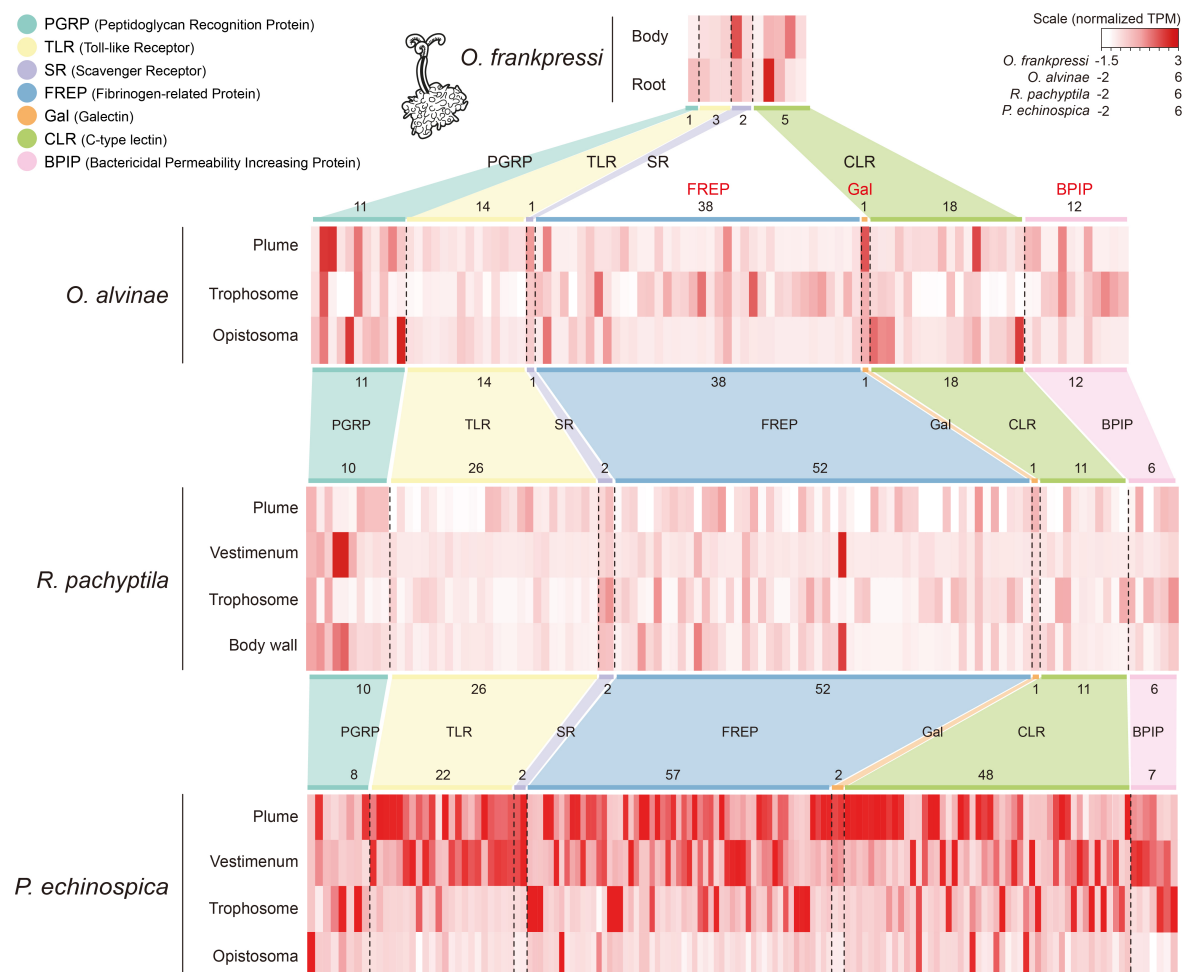 PGRP (Peptidoglycan Recognition Protein)
TLR (Toll-like Receptor)
SR (Scavenger Receptor)
FREP (Fibrinogen-related Protein)
Gal (Galectin)
CLR (C-type lectin)
BPIP (Bactericidal Permeability Increasing Protein)
O. frankpressi
Body
Root
Scale (normalized TPM)
O. frankpressi -1.5 3
O. alvinae -2 6
R. pachyptila -2 6
P. echinospica -2 6
1 3 2 5
PGRP TLR SR CLR
FREP Gal BPIP
11 14 1 38 1 18 12
O. alvinae
Plume
Trophosome
Opistosoma
11 14 1 38 1 18 12
PGRP TLR SR FREP Gal CLR BPIP
10 26 2 52 1 11 6
R. pachyptila
Plume
Vestimenum
Trophosome
Body wall
10 26 2 52 1 11 6
PGRP TLR SR FREP Gal CLR BPIP
8 22 2 57 2 48 7
P. echinospica
Plume
Vestimenum
Trophosome
Opistosoma